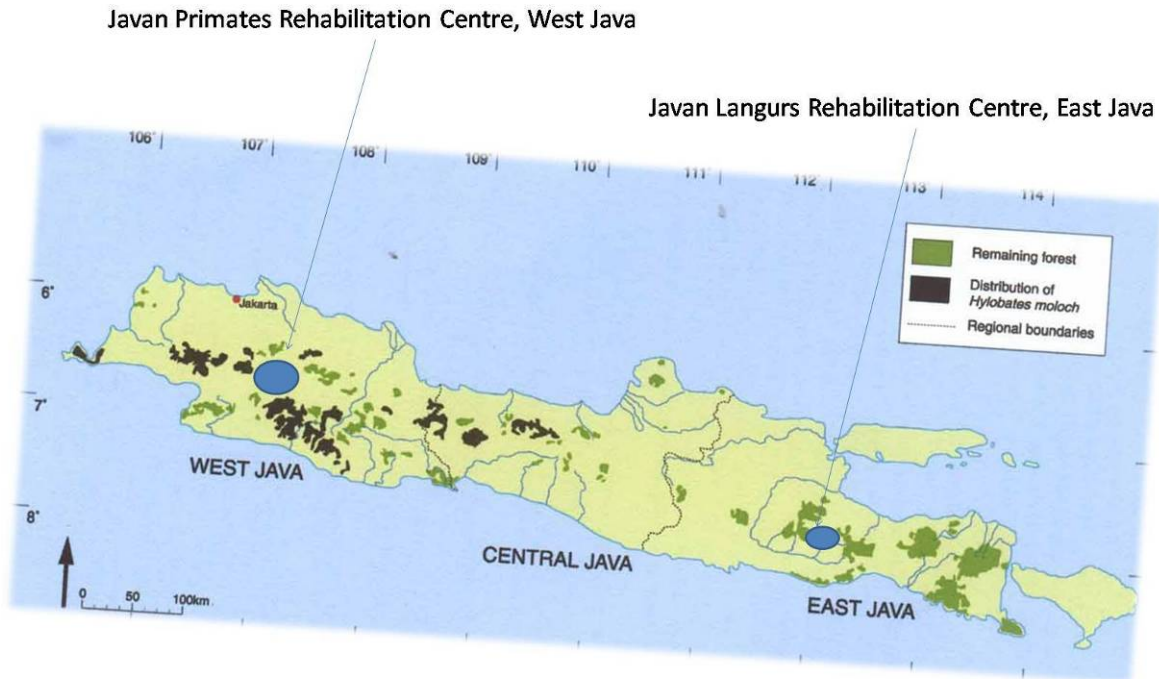 Javan Primates Rehabilitation Centre, West Java
Javan Langurs Rehabilitation Centre, East Java
106°
107°
108°
109°
110°
111°
112°
113°
114°
Remaining forest
Distribution of
Hylobates moloch
Regional boundaries
6°
Jakarta
7°
WEST JAVA
8°
CENTRAL JAVA
EAST JAVA
0 50 100km